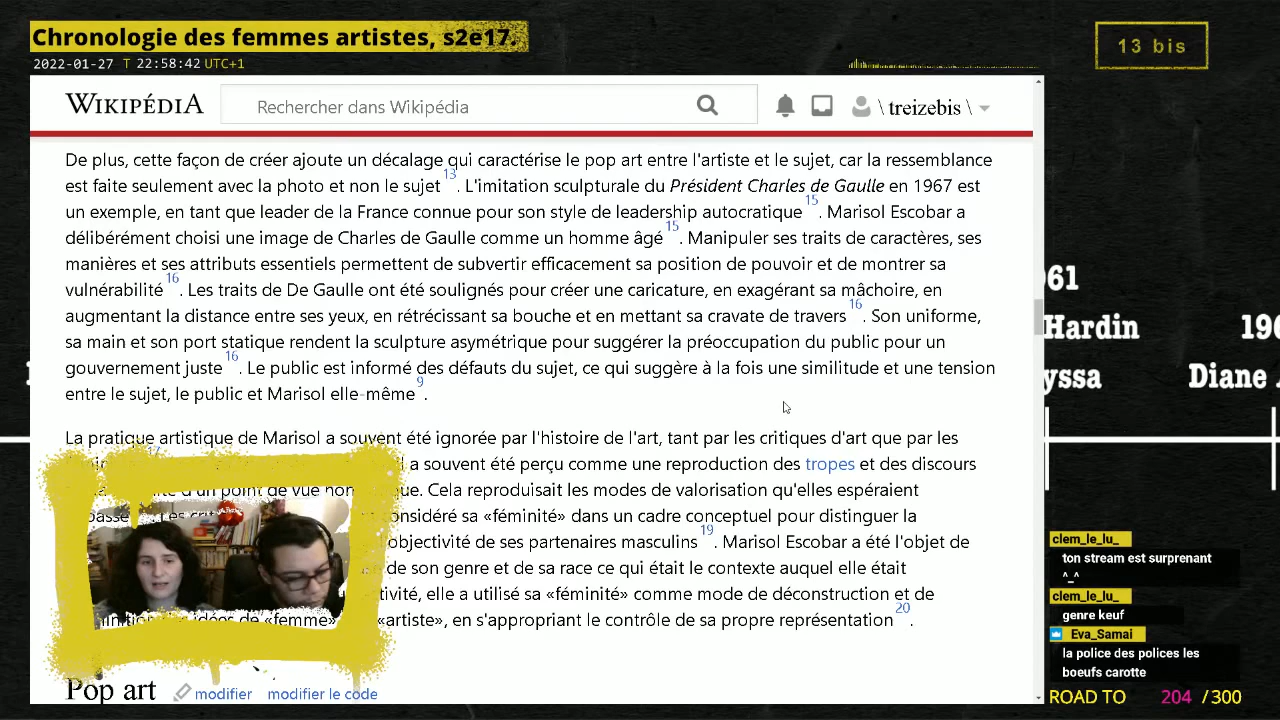 Chronologie des femmes artistes, s2e17.
2022-01-27 T 22:58:42 UTC+1
13 bis
WIKIPÉDIA
Rechercher dans Wikipédia
\ treizebis \
De plus, cette façon de créer ajoute un décalage qui caractérise le pop art entre l'artiste et le sujet, car la ressemblance
est faite seulement avec la photo et non le sujet 13. L'imitation sculpturale du Président Charles de Gaulle en 1967 est
un exemple, en tant que leader de la France connue pour son style de leadership autocratique 15. Marisol Escobar a
délibérément choisi une image de Charles de Gaulle comme un homme âgé 15. Manipuler ses traits de caractères, ses
manières et ses attributs essentiels permettent de subvertir efficacement sa position de pouvoir et de montrer sa
vulnérabilité 16. Les traits de De Gaulle ont été soulignés pour créer une caricature, en exagérant sa mâchoire, en
augmentant la distance entre ses yeux, en rétrécissant sa bouche et en mettant sa cravate de travers 16. Son uniforme,
sa main et son port statique rendent la sculpture asymétrique pour suggérer la préoccupation du public pour un
gouvernement juste 16. Le public est informé des défauts du sujet, ce qui suggère à la fois une similitude et une tension
entre le sujet, le public et Marisol elle-même 9.
La pratique artistique de Marisol a souvent été ignorée par l'histoire de l'art, tant par les critiques d'art que par les
17
a souvent été perçu comme une reproduction des tropes et des discours
d'un point de vue Cela reproduisait les modes de valorisation qu'elles espéraient
considéré sa «féminité» dans un cadre conceptuel pour distinguer la
objectivité de ses partenaires masculins 19. Marisol Escobar a été l'objet de
de son genre et de sa race ce qui était le contexte auquel elle était
elle a utilisé sa «féminité» comme mode de déconstruction et de
«femme» «artiste», en s'appropriant le contrôle de sa propre représentation 20.
Pop art modifier modifier le code
61
Hardin
196
yssa
Diane
clem_le_lu_
ton stream est surprenant
^_^
clem_le_lu_
genre keuf
Eva_Samai
la police des polices les
boeufs carotte
ROAD TO 204 / 300